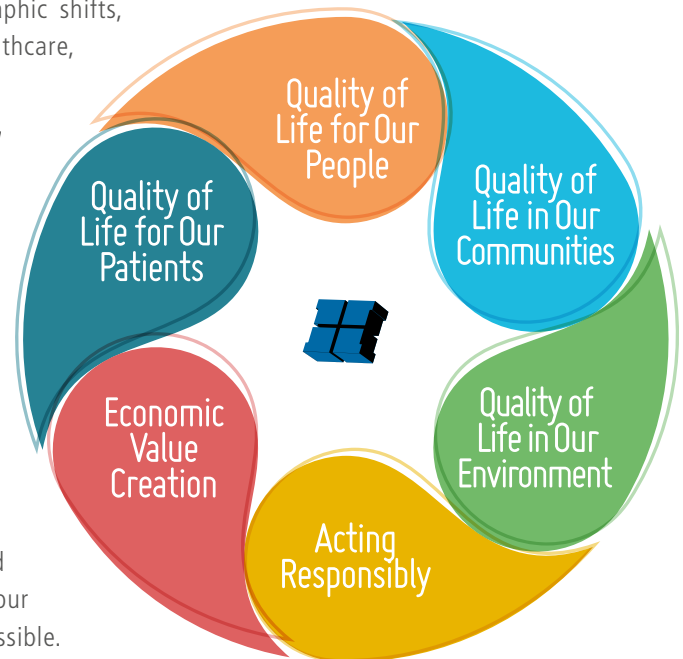 aphic shifts,
lthcare,
Quality of
Life for Our
People
Quality of
Life in Our
Communities
Quality of
Life for Our
Patients
Quality of
Life in Our
Environment
Economic
Value
Creation
Acting
Responsibly
d
our
ssible.